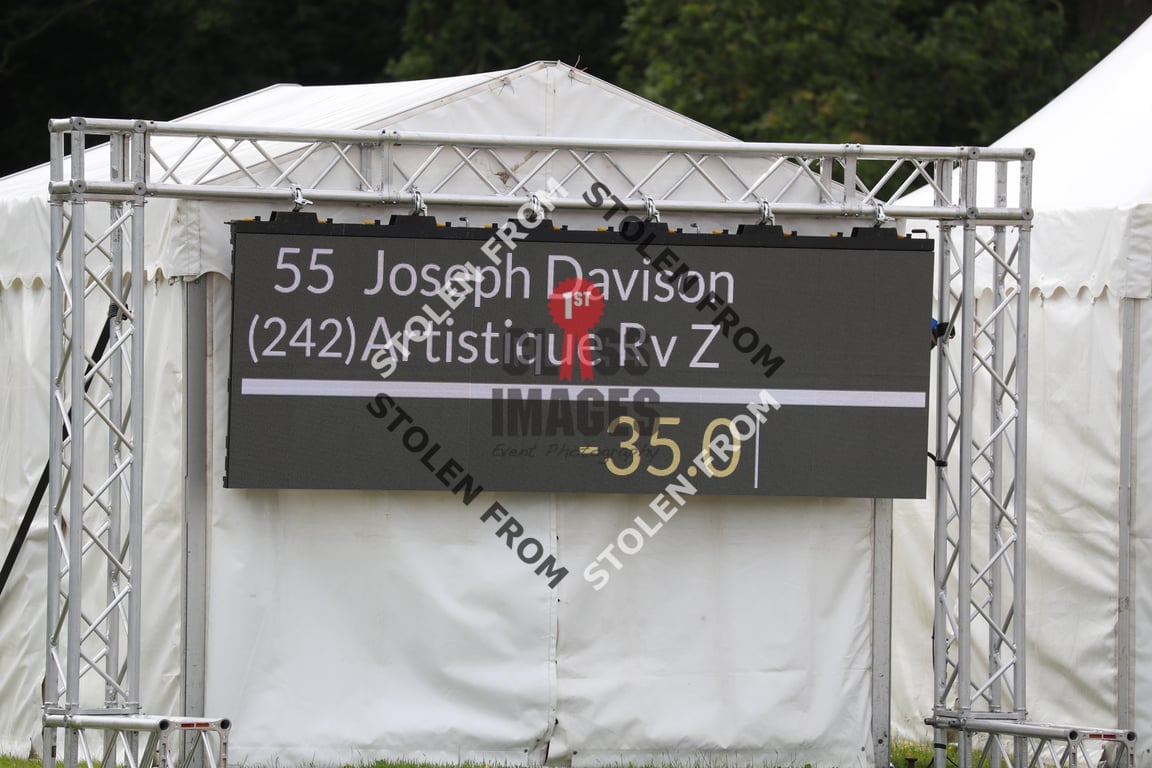 55 Joseph Davison
(242)Artistique Rv Z
-35.0
1ST
CLASS
IMAGES
Event Photography
STOLEN FROM
STOLEN FROM
STOLEN FROM
STOLEN FROM